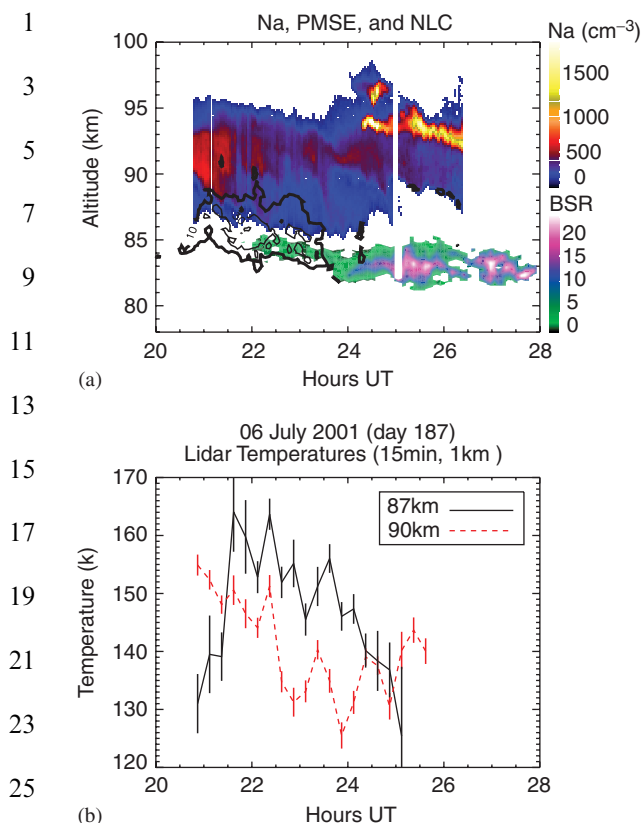 1
Na, PMSE, and NLC
Na (cm⁻³)
100
3
95
1500
1000
5
90
500
0
Altitude (km)
BSR
7
10
85
20
15
9
80
10
5
0
11
20 22 24 26 28
(a)
Hours UT
13
06 July 2001 (day 187)
15
Lidar Temperatures (15min, 1km )
170
87km
17
160
90km
19
150
Temperature (k)
21
140
23
130
120
25
20 22 24 26 28
(b)
Hours UT